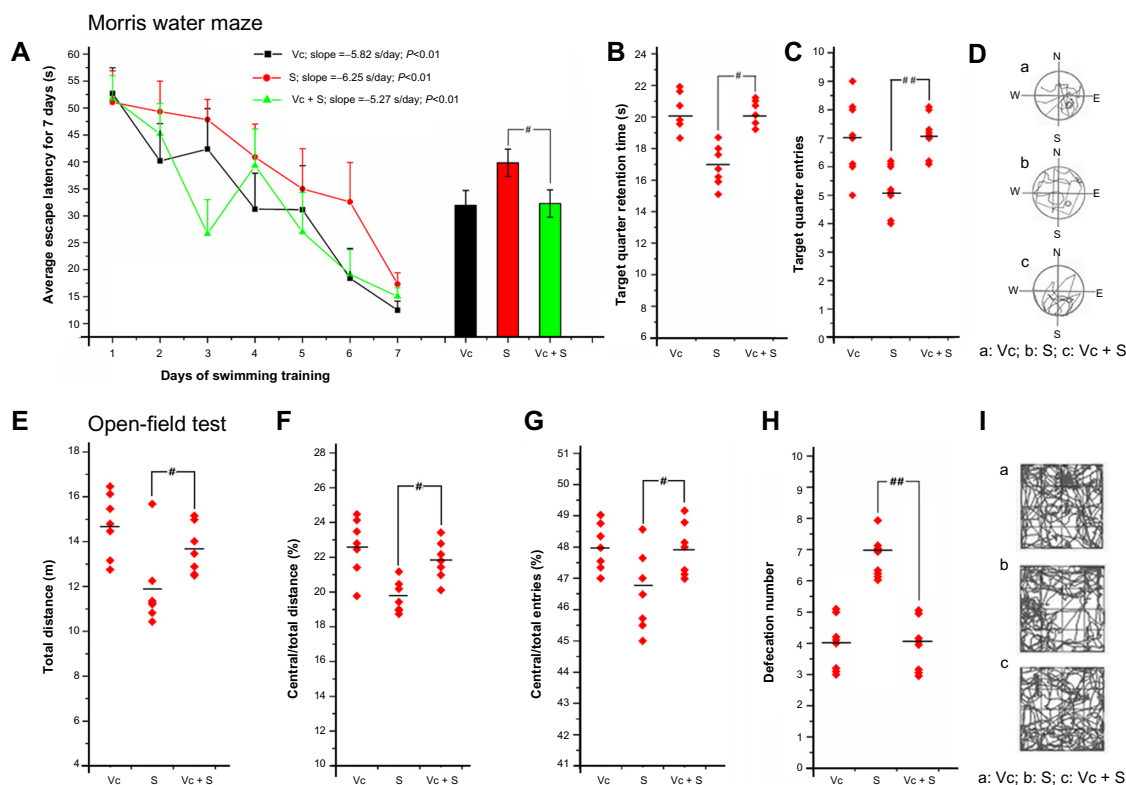 Morris water maze
A
Average escape latency for 7 days (s)
60
55
50
45
40
35
30
25
20
15
10
Vc; slope =–5.82 s/day; P<0.01
S; slope =–6.25 s/day; P<0.01
Vc + S; slope =–5.27 s/day; P<0.01
#
1 2 3 4 5 6 7 Vc S Vc + S
Days of swimming training
B
Target quarter retention time (s)
24
22
20
18
16
14
12
10
8
6
#
Vc S Vc + S
C
Target quarter entries
10
9
8
7
6
5
4
3
2
1
0
##
Vc S Vc + S
D
a
N
W E
S
b
N
W E
S
c
N
W E
S
a: Vc; b: S; c: Vc + S
E
Open-field test
Total distance (m)
18
16
14
12
10
8
6
4
#
Vc S Vc + S
F
Central/total distance (%)
28
26
24
22
20
18
16
14
12
10
#
Vc S Vc + S
G
Central/total entries (%)
51
50
49
48
47
46
45
44
43
42
41
#
Vc S Vc + S
H
Defecation number
10
9
8
7
6
5
4
3
2
1
0
##
Vc S Vc + S
I
a
b
c
a: Vc; b: S; c: Vc + S